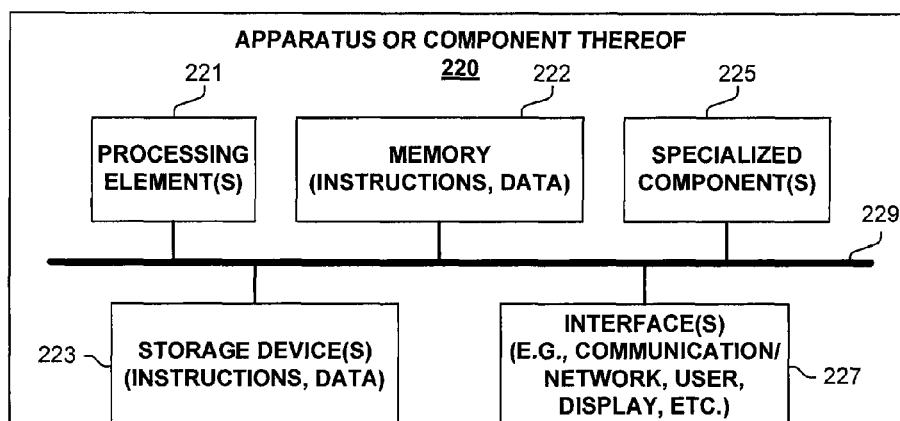 APPARATUS OR COMPONENT THEREOF
220
221
222
225
PROCESSING
ELEMENT(S)
MEMORY
(INSTRUCTIONS, DATA)
SPECIALIZED
COMPONENT(S)
229
223
STORAGE DEVICE(S)
(INSTRUCTIONS, DATA)
INTERFACE(S)
(E.G., COMMUNICATION/
NETWORK, USER,
DISPLAY, ETC.)
227